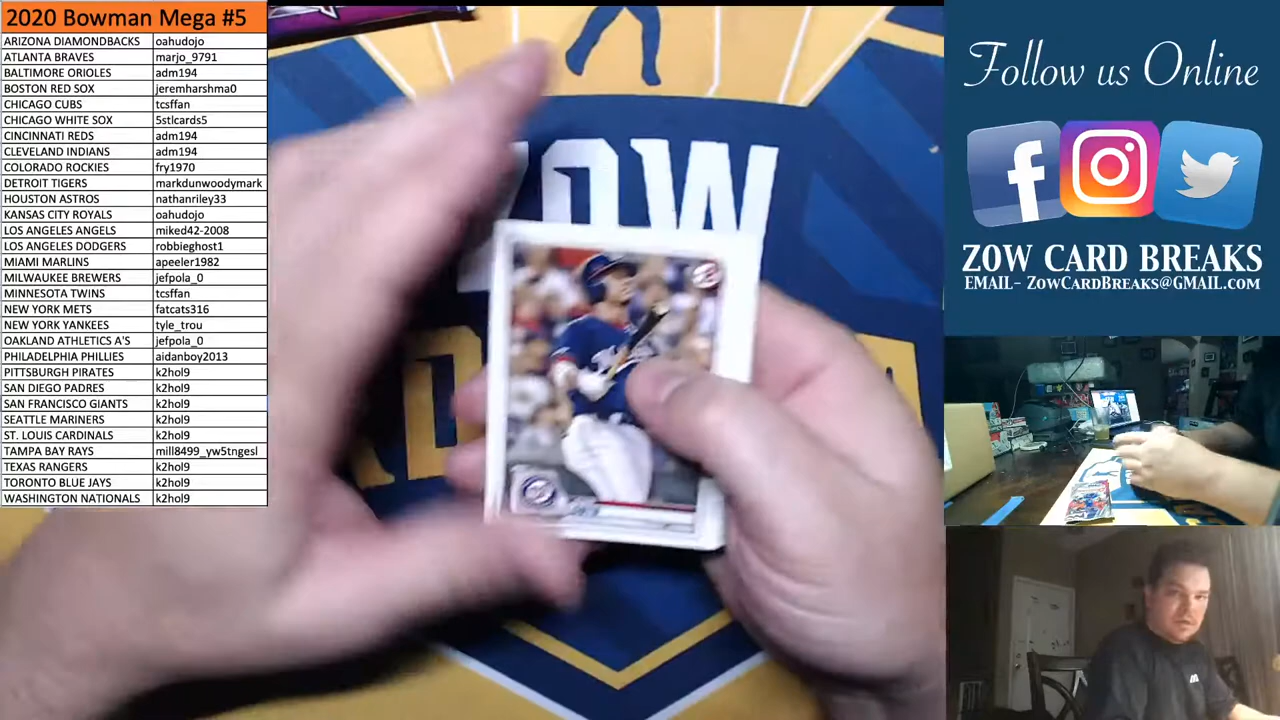 2020 Bowman Mega #5
ARIZONA DIAMONDBACKS oahudojo
ATLANTA BRAVES marjo_9791
BALTIMORE ORIOLES adm194
BOSTON RED SOX jeremharshma0
CHICAGO CUBS tcsffan
CHICAGO WHITE SOX 5stlcards5
CINCINNATI REDS adm194
CLEVELAND INDIANS adm194
COLORADO ROCKIES fry1970
DETROIT TIGERS markdunwoodymark
HOUSTON ASTROS nathanriley33
KANSAS CITY ROYALS oahudojo
LOS ANGELES ANGELS miked42-2008
LOS ANGELES DODGERS robbieghost1
MIAMI MARLINS apeeler1982
MILWAUKEE BREWERS jefpola_0
MINNESOTA TWINS tcsffan
NEW YORK METS fatcats316
NEW YORK YANKEES tyle_trou
OAKLAND ATHLETICS A'S jefpola_0
PHILADELPHIA PHILLIES aidanboy2013
PITTSBURGH PIRATES k2hol9
SAN DIEGO PADRES k2hol9
SAN FRANCISCO GIANTS k2hol9
SEATTLE MARINERS k2hol9
ST. LOUIS CARDINALS k2hol9
TAMPA BAY RAYS mill8499_yw5tngesl
TEXAS RANGERS k2hol9
TORONTO BLUE JAYS k2hol9
WASHINGTON NATIONALS k2hol9
ZOW
Follow us Online
ZOW CARD BREAKS
EMAIL- ZOWCARDBREAKS@GMAIL.COM